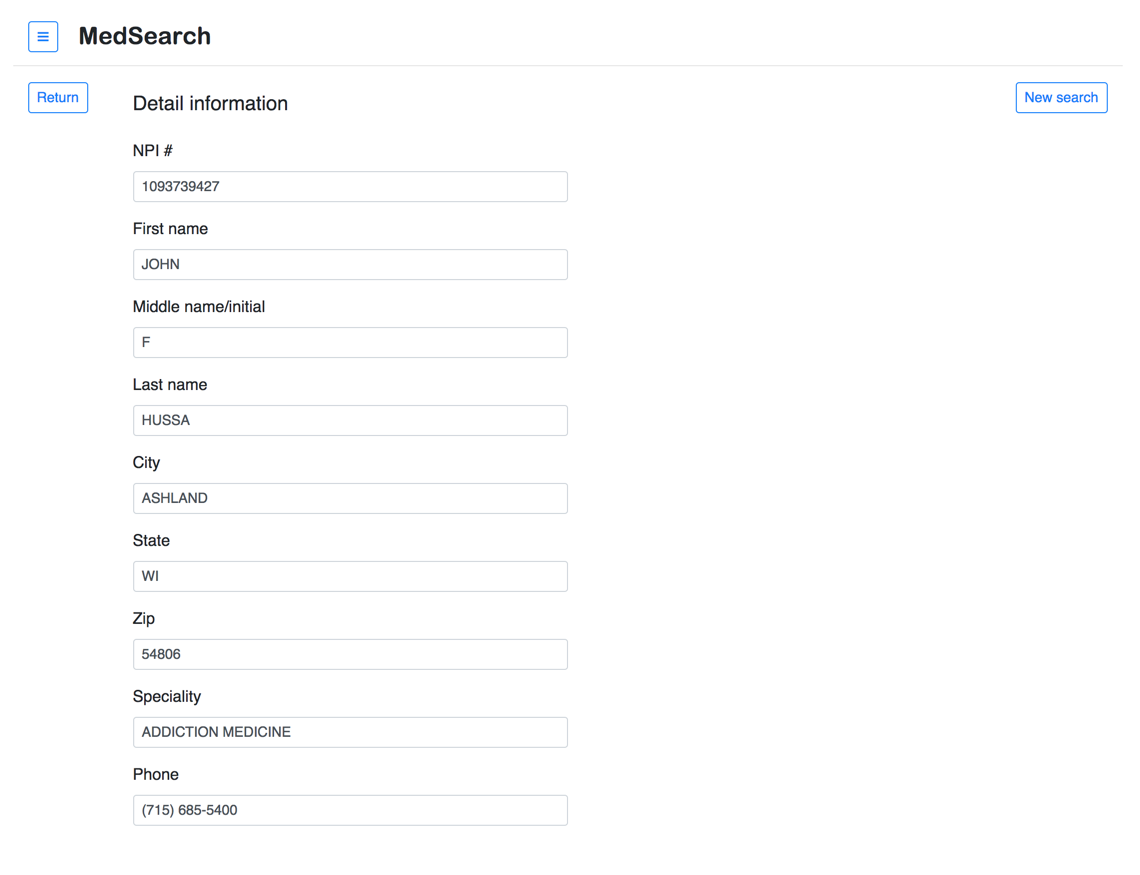 MedSearch
Return
Detail information
New search
NPI #
1093739427
First name
JOHN
Middle name/initial
F
Last name
HUSSA
City
ASHLAND
State
WI
Zip
54806
Speciality
ADDICTION MEDICINE
Phone
(715) 685-5400